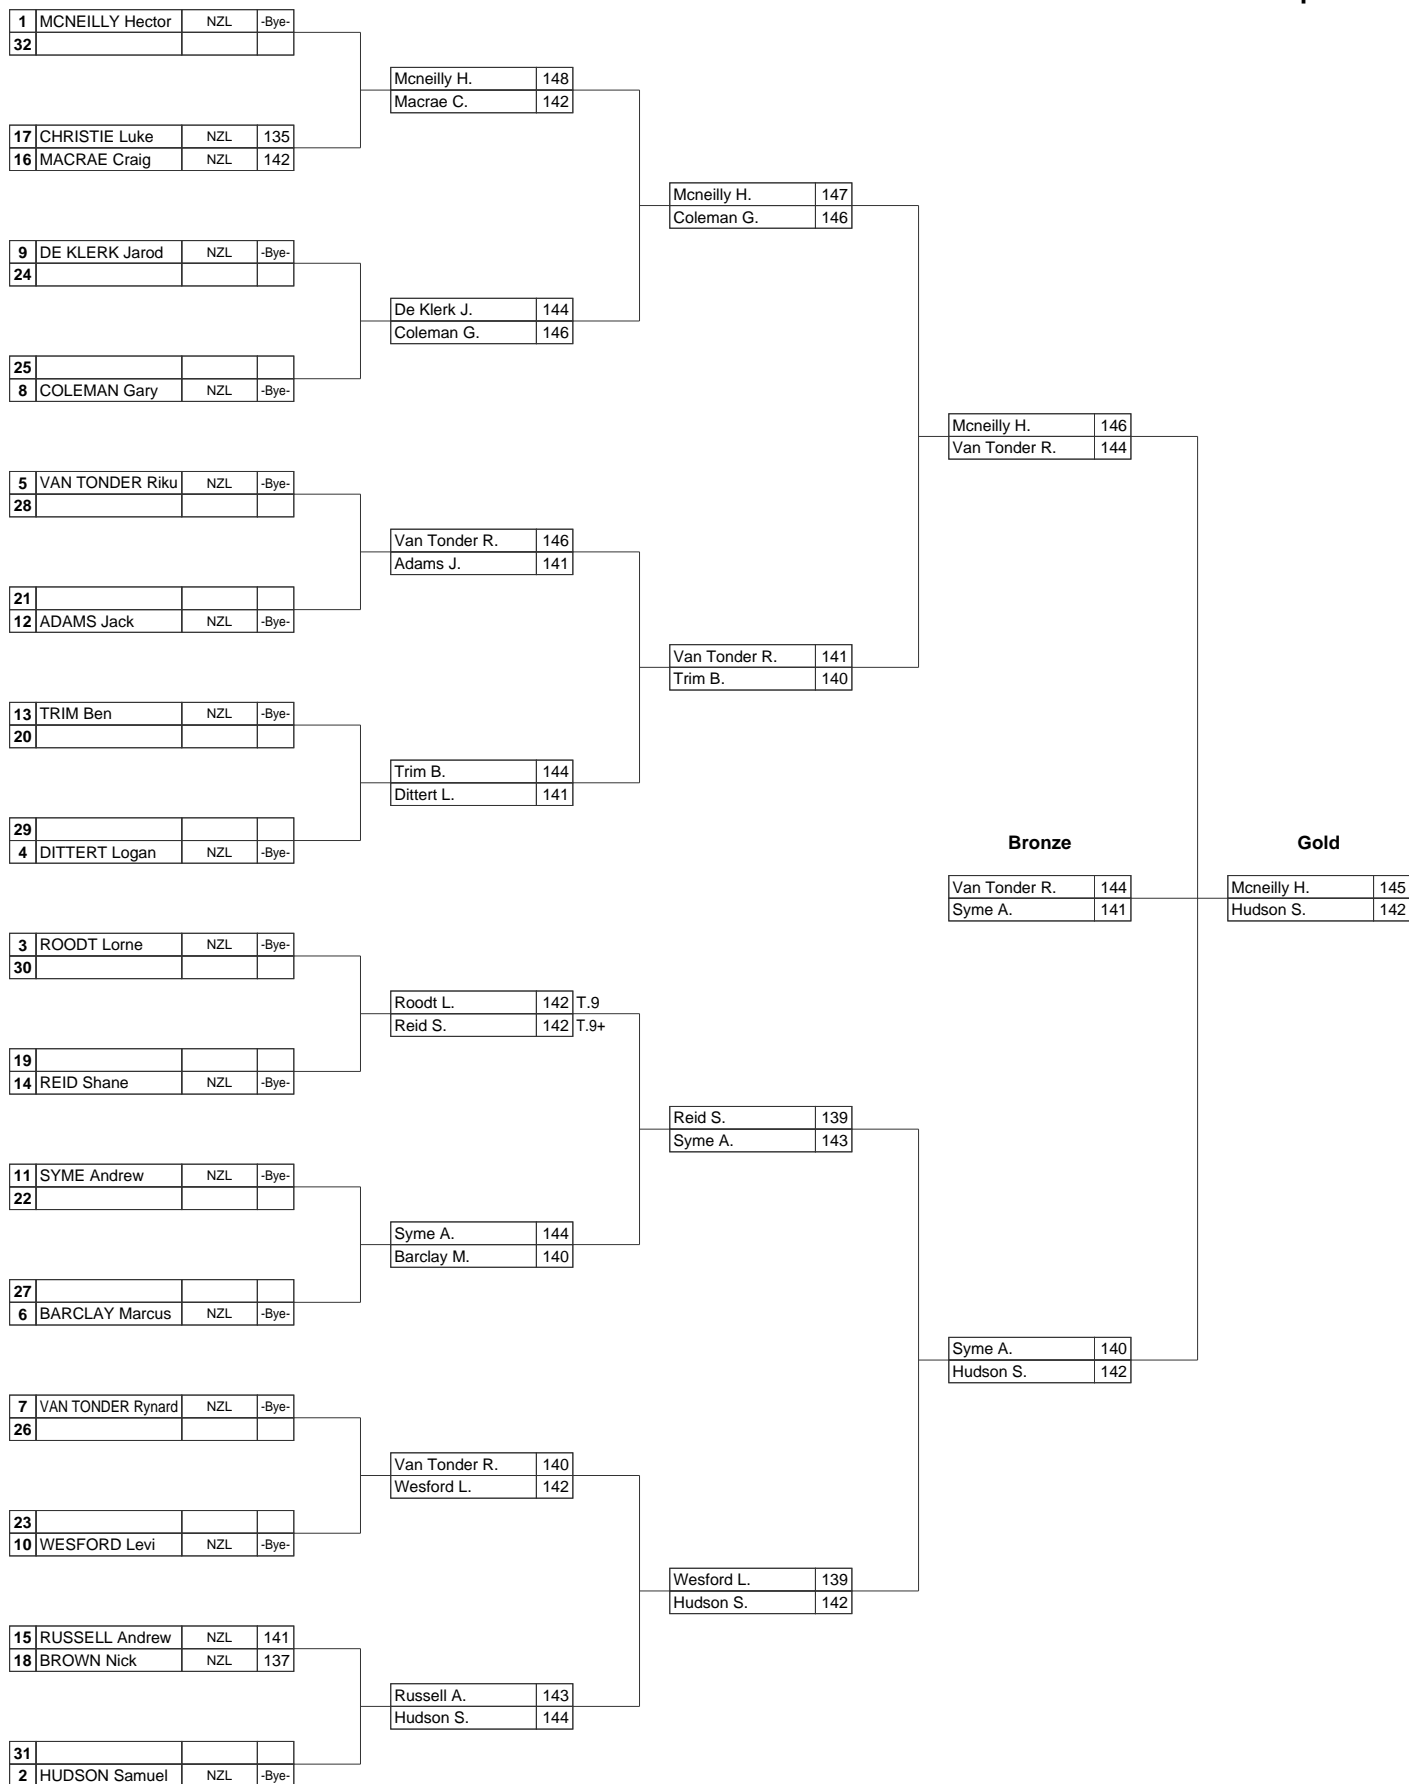 1 MCNEILLY Hector NZL -Bye-
32
17 CHRISTIE Luke NZL 135
16 MACRAE Craig NZL 142
9 DE KLERK Jarod NZL -Bye-
24
25
8 COLEMAN Gary NZL -Bye-
5 VAN TONDER Riku NZL -Bye-
28
21
12 ADAMS Jack NZL -Bye-
13 TRIM Ben NZL -Bye-
20
29
4 DITTERT Logan NZL -Bye-
3 ROODT Lorne NZL -Bye-
30
19
14 REID Shane NZL -Bye-
11 SYME Andrew NZL -Bye-
22
27
6 BARCLAY Marcus NZL -Bye-
7 VAN TONDER Rynard NZL -Bye-
26
23
10 WESFORD Levi NZL -Bye-
15 RUSSELL Andrew NZL 141
18 BROWN Nick NZL 137
31
2 HUDSON Samuel NZL -Bye-
Mcneilly H. 148
Macrae C. 142
De Klerk J. 144
Coleman G. 146
Van Tonder R. 146
Adams J. 141
Trim B. 144
Dittert L. 141
Roodt L. 142 T.9
Reid S. 142 T.9+
Syme A. 144
Barclay M. 140
Van Tonder R. 140
Wesford L. 142
Russell A. 143
Hudson S. 144
Mcneilly H. 147
Coleman G. 146
Van Tonder R. 141
Trim B. 140
Reid S. 139
Syme A. 143
Wesford L. 139
Hudson S. 142
Mcneilly H. 146
Van Tonder R. 144
Syme A. 140
Hudson S. 142
Bronze
Van Tonder R. 144
Syme A. 141
Gold
Mcneilly H. 145
Hudson S. 142